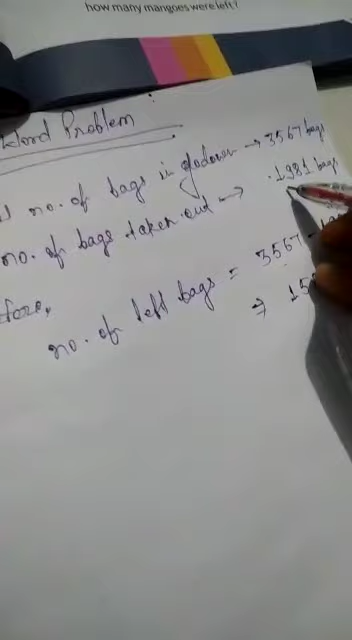 how many mangoes were left?
Word Problem
no. of bags in godown → 3567 bags
no. of bags taken out → 1981 bags
no. of left bags = 3567 -
⇒ 15